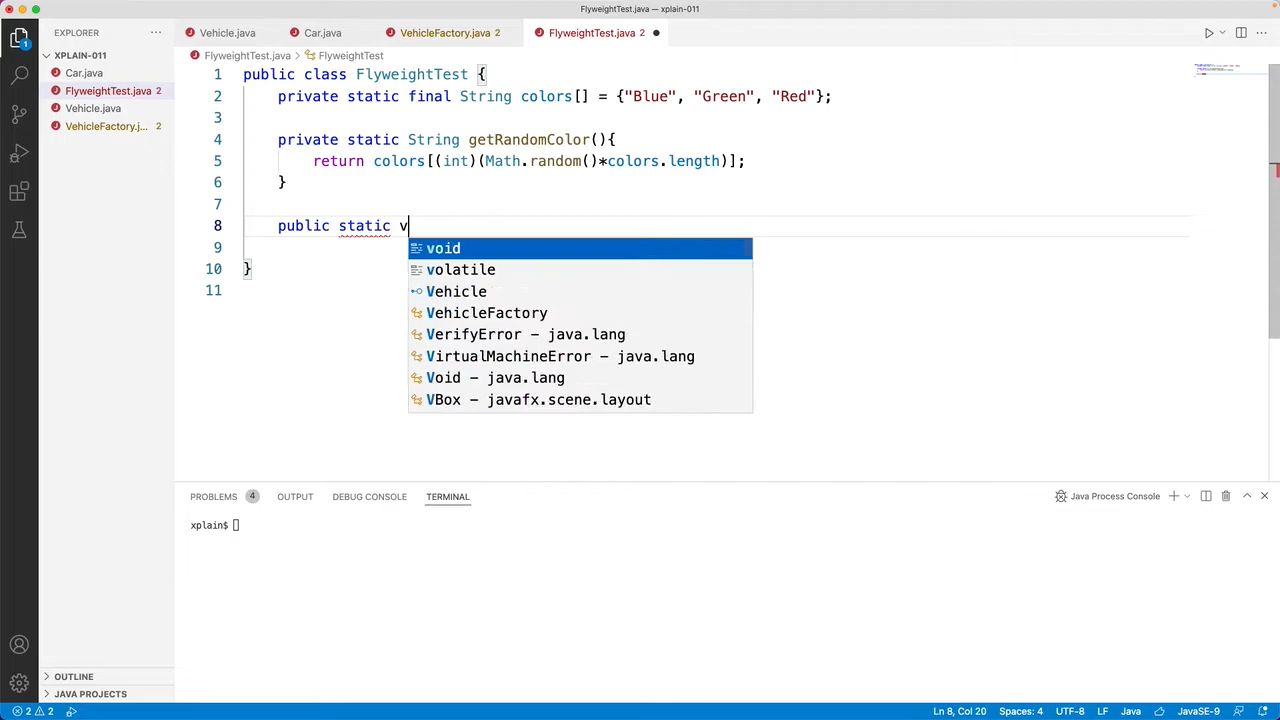 FlyweightTest.java — xplain-011
EXPLORER
XPLAIN-011
Car.java
FlyweightTest.java 2
Vehicle.java
VehicleFactory.j... 2
OUTLINE
JAVA PROJECTS
1
Vehicle.java
Car.java
VehicleFactory.java 2
FlyweightTest.java 2
FlyweightTest.java > FlyweightTest
1 public class FlyweightTest {
2 private static final String colors[] = {"Blue", "Green", "Red"};
3
4 private static String getRandomColor(){
5 return colors[(int)(Math.random()*colors.length)];
6 }
7
8 public static v
9
10 }
11
void
volatile
Vehicle
VehicleFactory
VerifyError – java.lang
VirtualMachineError – java.lang
Void – java.lang
VBox – javafx.scene.layout
PROBLEMS 4 OUTPUT DEBUG CONSOLE TERMINAL
Java Process Console
xplain$
2 2
Ln 8, Col 20 Spaces: 4 UTF-8 LF Java JavaSE-9